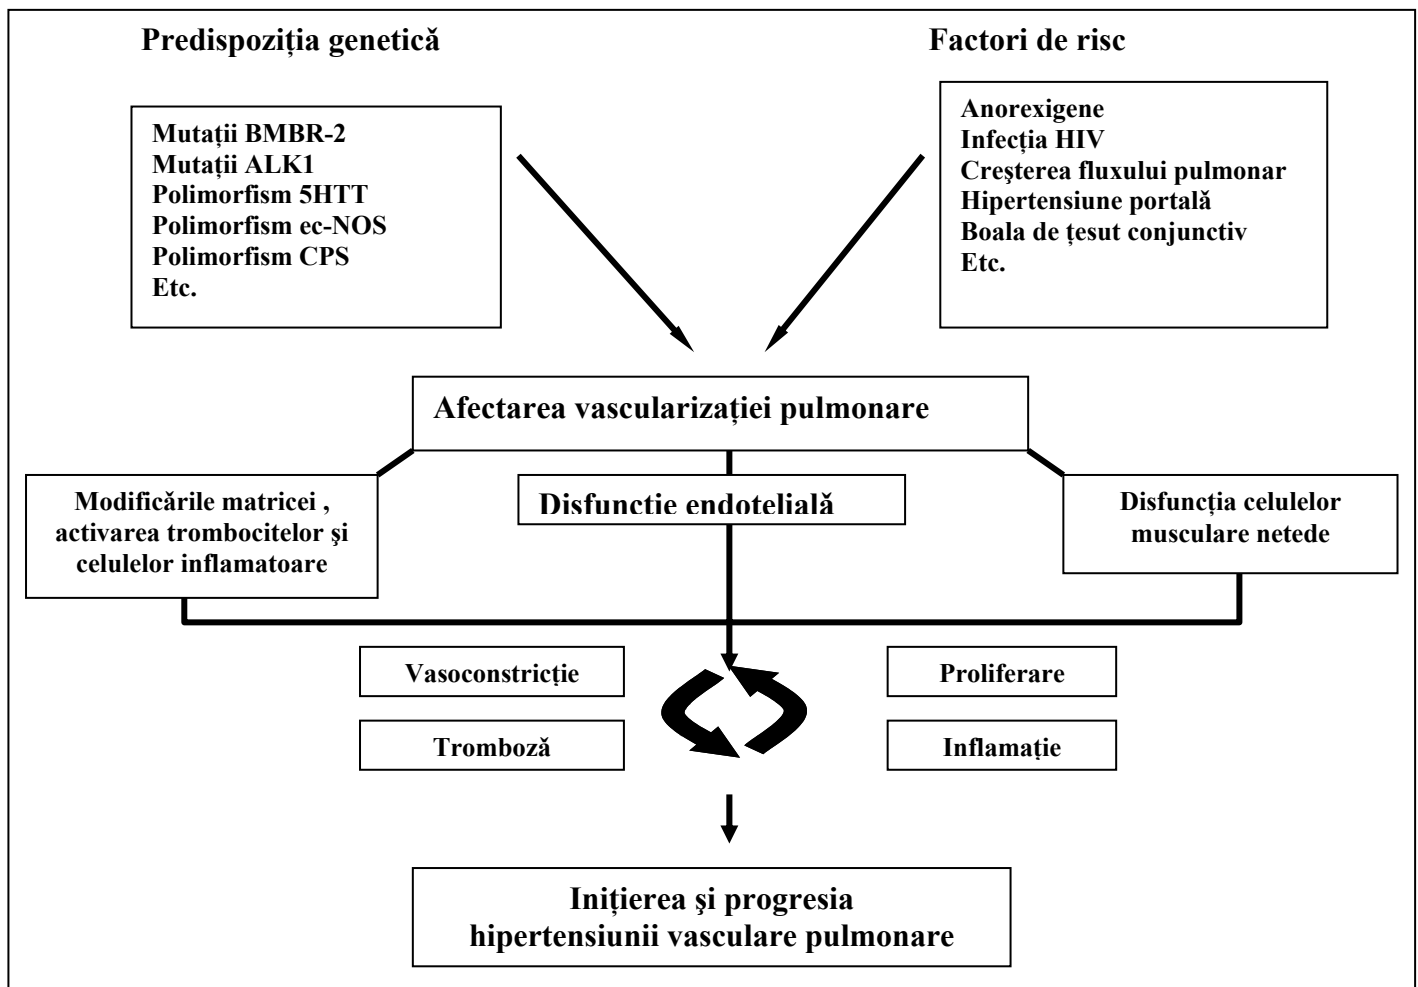 Predispoziția genetică
Factori de risc
Mutații BMBR-2
Mutații ALK1
Polimorfism 5HTT
Polimorfism ec-NOS
Polimorfism CPS
Etc.
Anorexigene
Infecția HIV
Creşterea fluxului pulmonar
Hipertensiune portală
Boala de țesut conjunctiv
Etc.
Afectarea vascularizației pulmonare
Modificările matricei ,
activarea trombocitelor şi
celulelor inflamatoare
Disfuncție endotelială
Disfuncția celulelor
musculare netede
Vasoconstricție
Proliferare
Tromboză
Inflamație
Inițierea şi progresia
hipertensiunii vasculare pulmonare